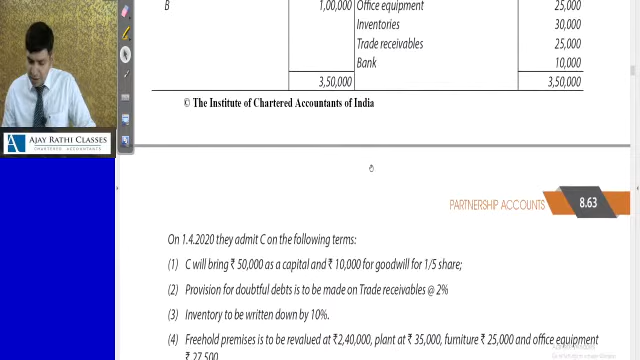 B 1,00,000 Office equipment 25,000
Inventories 30,000
Trade receivables 25,000
Bank 10,000
3,50,000 3,50,000
© The Institute of Chartered Accountants of India
AJAY RATHI CLASSES
CHARTERED ACCOUNTANTS
PARTNERSHIP ACCOUNTS 8.63
On 1.4.2020 they admit C on the following terms:
(1) C will bring ₹ 50,000 as a capital and ₹ 10,000 for goodwill for 1/5 share;
(2) Provision for doubtful debts is to be made on Trade receivables @ 2%
(3) Inventory to be written down by 10%.
(4) Freehold premises is to be revalued at ₹ 2,40,000, plant at ₹ 35,000, furniture ₹ 25,000 and office equipment
₹ 27,500.